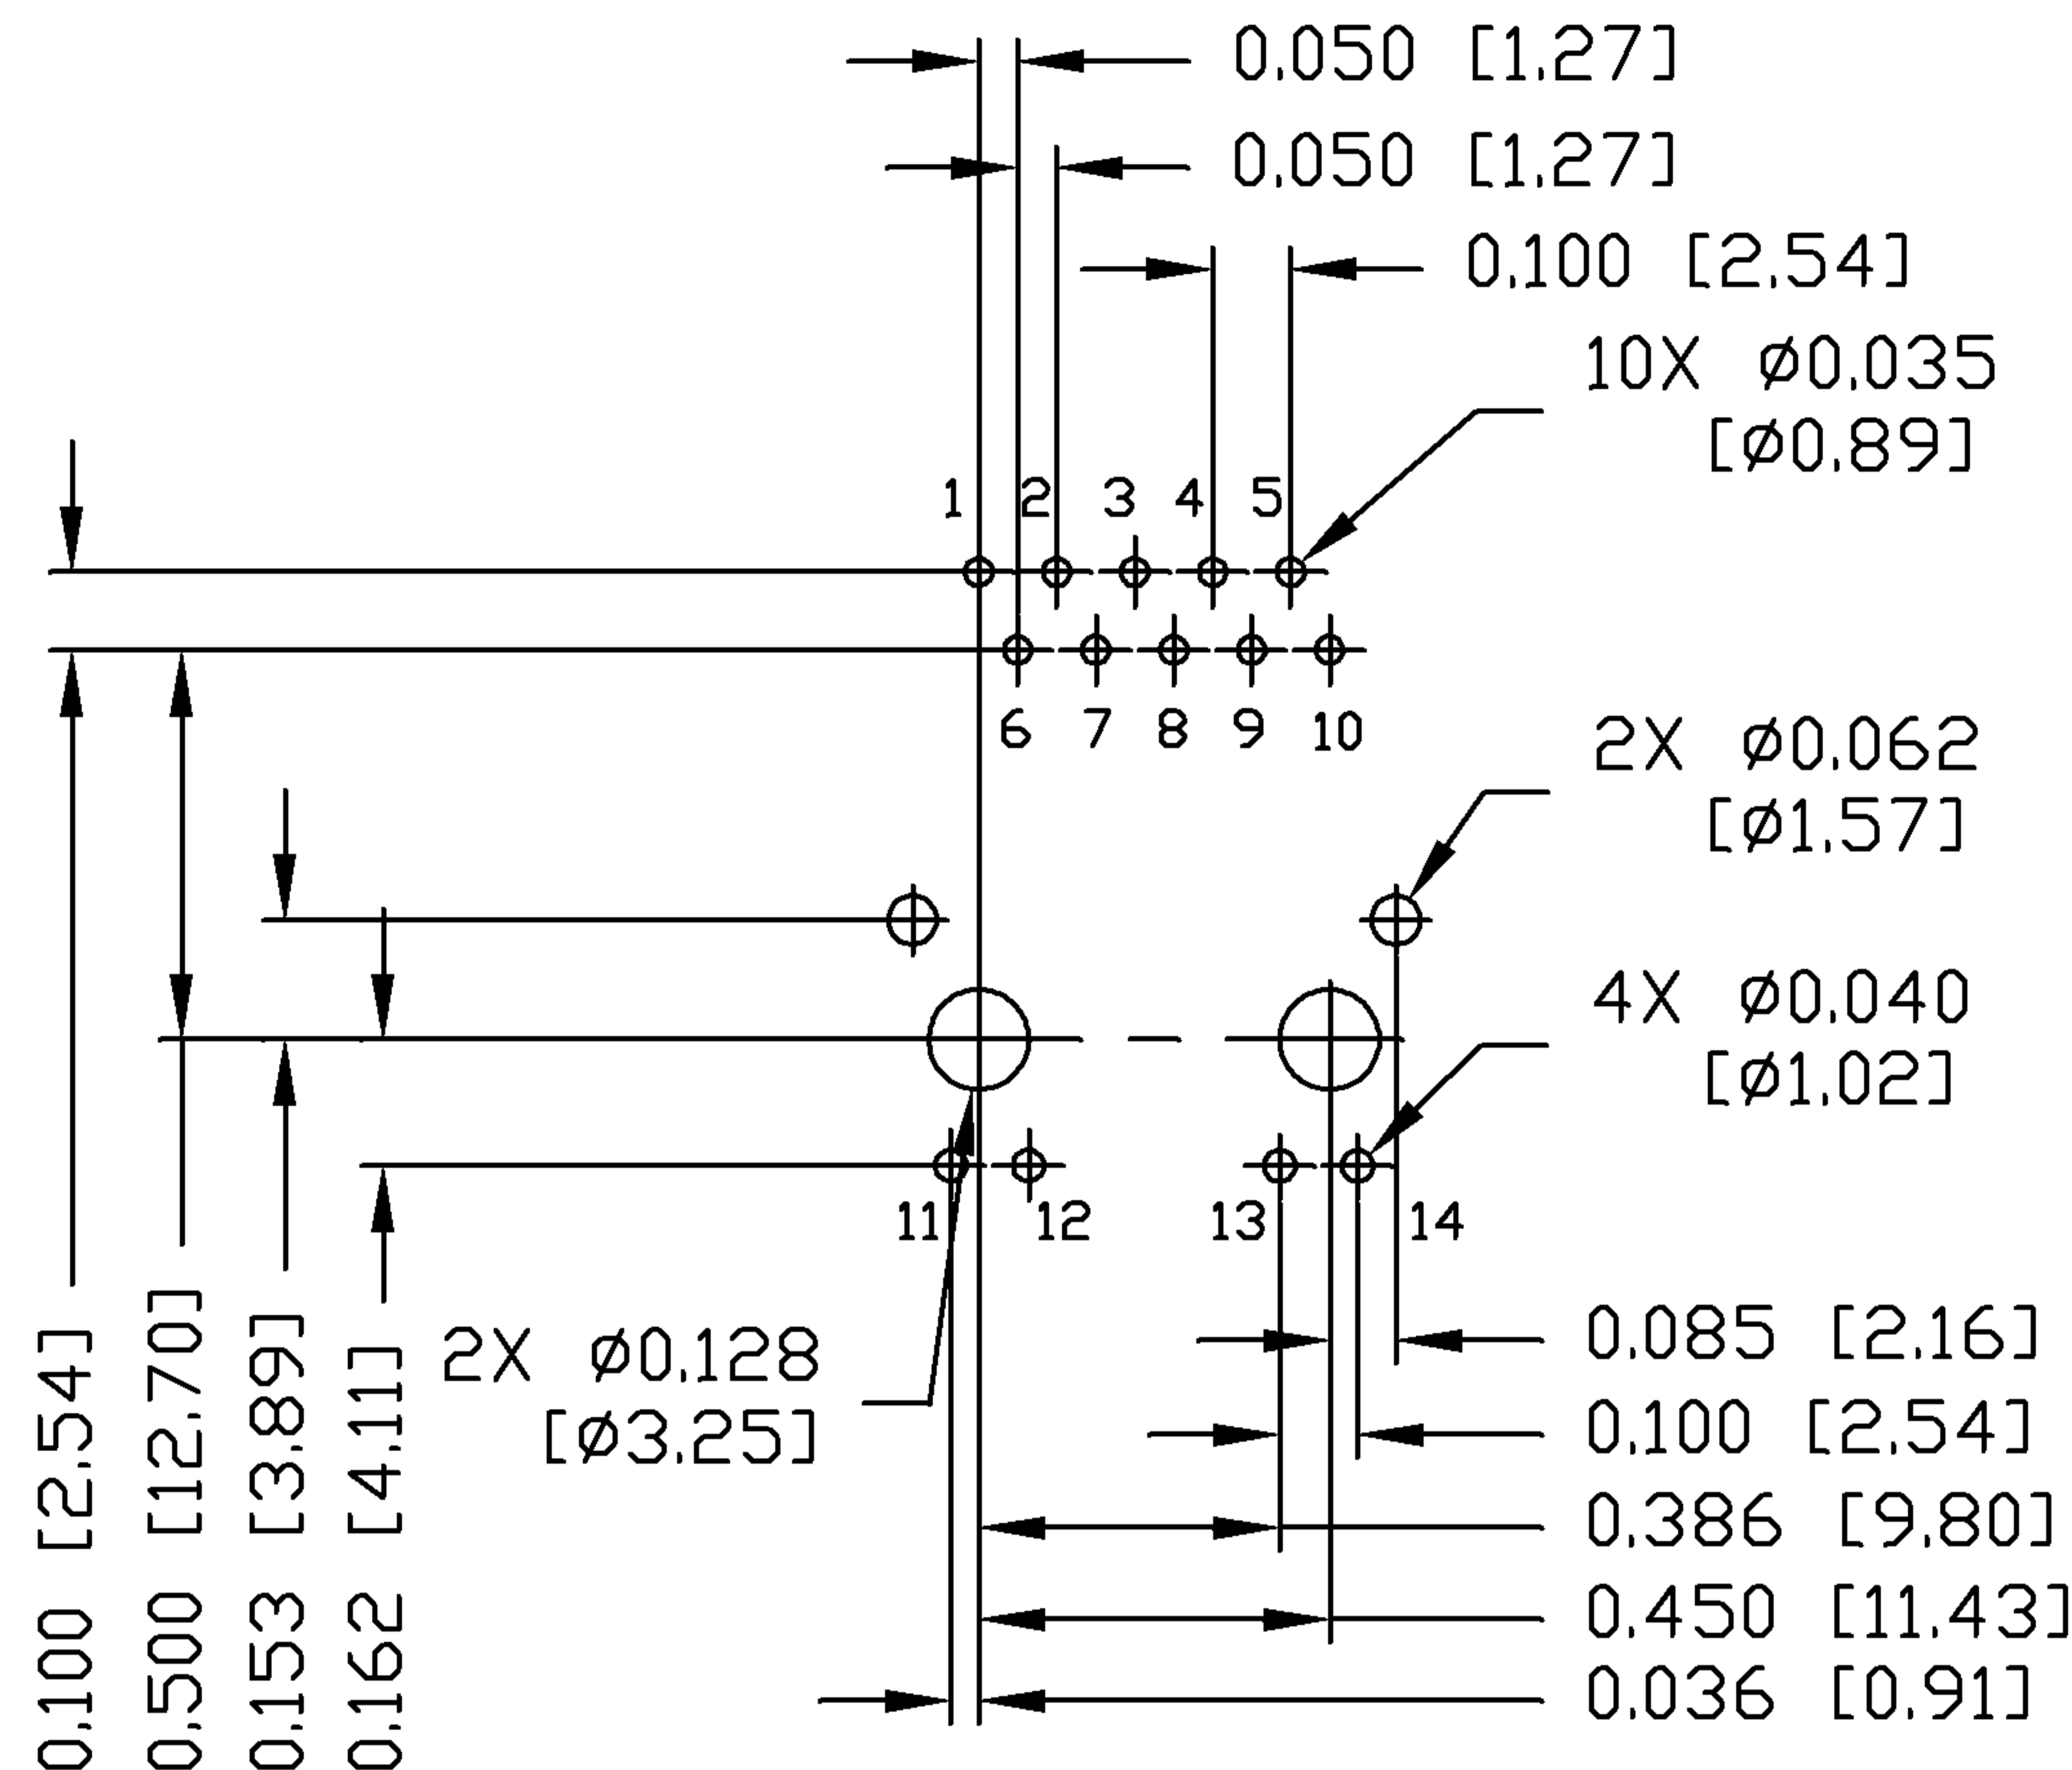 0.050 [1.27]
0.050 [1.27]
0.100 [2.54]
10X Ø0.035
[Ø0.89]
1 2 3 4 5
6 7 8 9 10
2X Ø0.062
[Ø1.57]
4X Ø0.040
[Ø1.02]
11 12 13 14
2X Ø0.128
[Ø3.25]
0.085 [2.16]
0.100 [2.54]
0.386 [9.80]
0.450 [11.43]
0.036 [0.91]
0.100 [2.54]
0.500 [12.70]
0.153 [3.89]
0.162 [4.11]